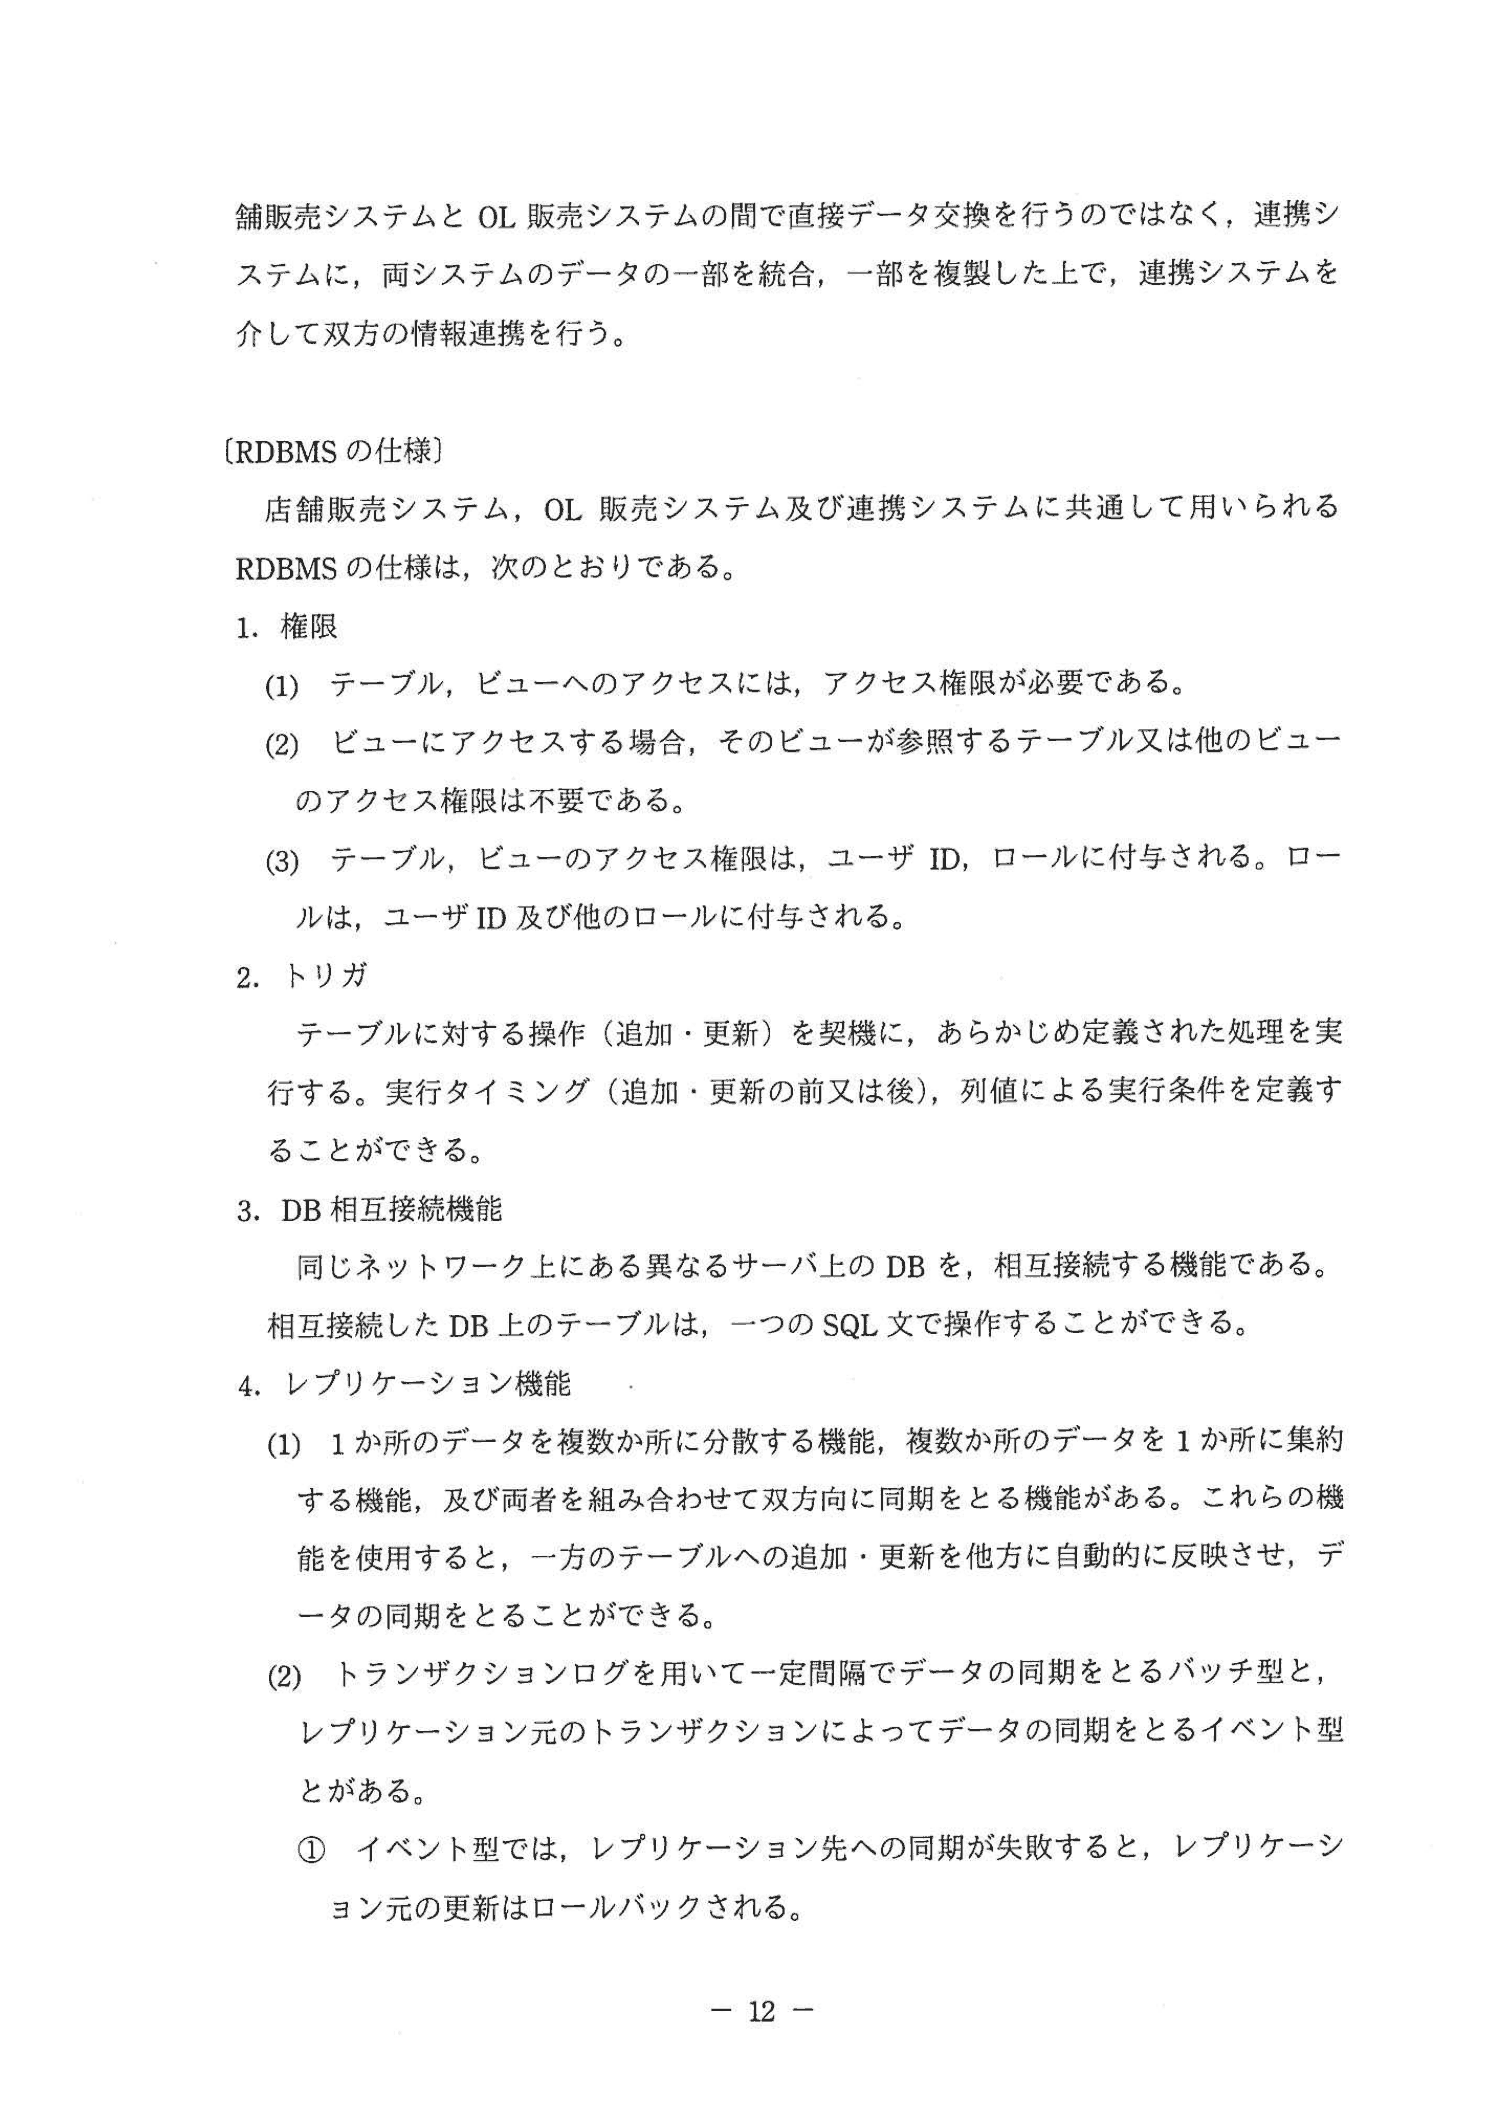 舗販売システムと OL 販売システムの間で直接データ交換を行うのではなく，連携シ
ステムに，両システムのデータの一部を統合，一部を複製した上で，連携システムを
介して双方の情報連携を行う。
〔RDBMS の仕様〕
店舗販売システム，OL 販売システム及び連携システムに共通して用いられる
RDBMS の仕様は，次のとおりである。
1．権限
(1) テーブル，ビューへのアクセスには，アクセス権限が必要である。
(2) ビューにアクセスする場合，そのビューが参照するテーブル又は他のビュー
のアクセス権限は不要である。
(3) テーブル，ビューのアクセス権限は，ユーザ ID，ロールに付与される。ロー
ルは，ユーザ ID 及び他のロールに付与される。
2．トリガ
テーブルに対する操作（追加・更新）を契機に，あらかじめ定義された処理を実
行する。実行タイミング（追加・更新の前又は後），列値による実行条件を定義す
ることができる。
3．DB 相互接続機能
同じネットワーク上にある異なるサーバ上の DB を，相互接続する機能である。
相互接続した DB 上のテーブルは，一つの SQL 文で操作することができる。
4．レプリケーション機能
(1) 1 か所のデータを複数か所に分散する機能，複数か所のデータを 1 か所に集約
する機能，及び両者を組み合わせて双方向に同期をとる機能がある。これらの機
能を使用すると，一方のテーブルへの追加・更新を他方に自動的に反映させ，デ
ータの同期をとることができる。
(2) トランザクションログを用いて一定間隔でデータの同期をとるバッチ型と，
レプリケーション元のトランザクションによってデータの同期をとるイベント型
とがある。
① イベント型では，レプリケーション先への同期が失敗すると，レプリケーシ
ョン元の更新はロールバックされる。
－ 12 －